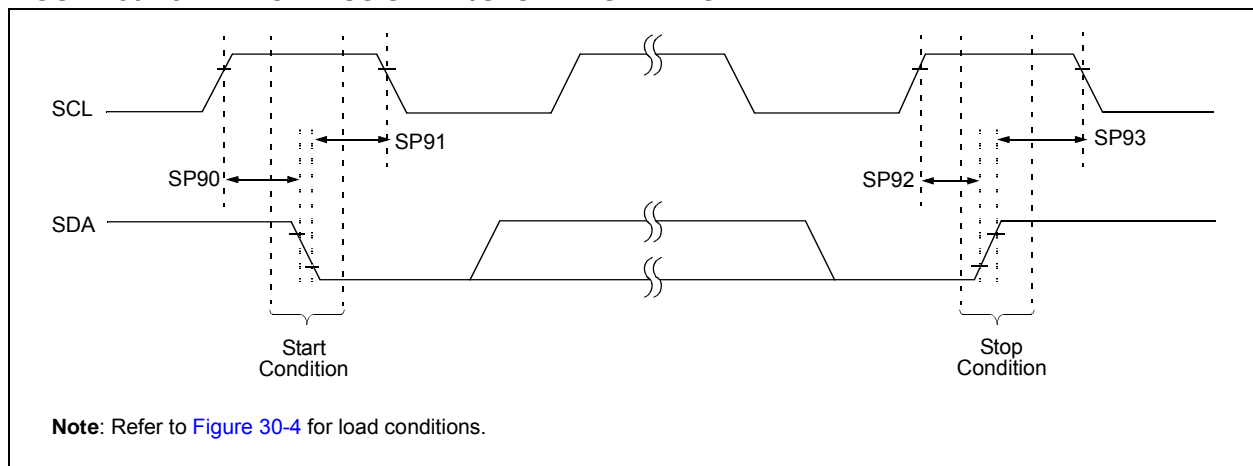 SCL
SP91
SP93
SP90
SP92
SDA
Start
Condition
Stop
Condition
Note: Refer to Figure 30-4 for load conditions.